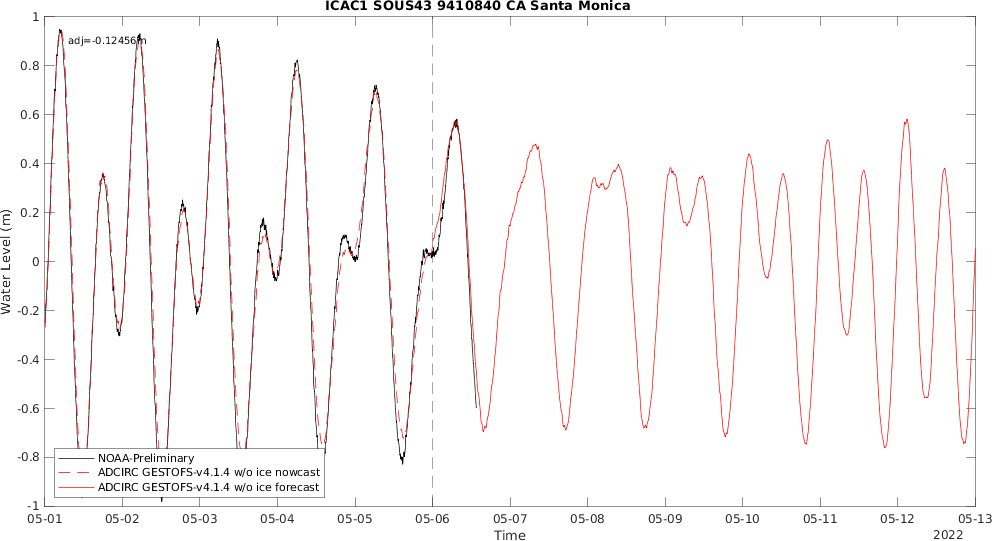 ICAC1 SOUS43 9410840 CA Santa Monica
adj=-0.12456m
Water Level (m)
1
0.8
0.6
0.4
0.2
0
-0.2
-0.4
-0.6
-0.8
-1
NOAA-Preliminary
ADCIRC GESTOFS-v4.1.4 w/o ice nowcast
ADCIRC GESTOFS-v4.1.4 w/o ice forecast
05-01 05-02 05-03 05-04 05-05 05-06 05-07 05-08 05-09 05-10 05-11 05-12 05-13
Time
2022